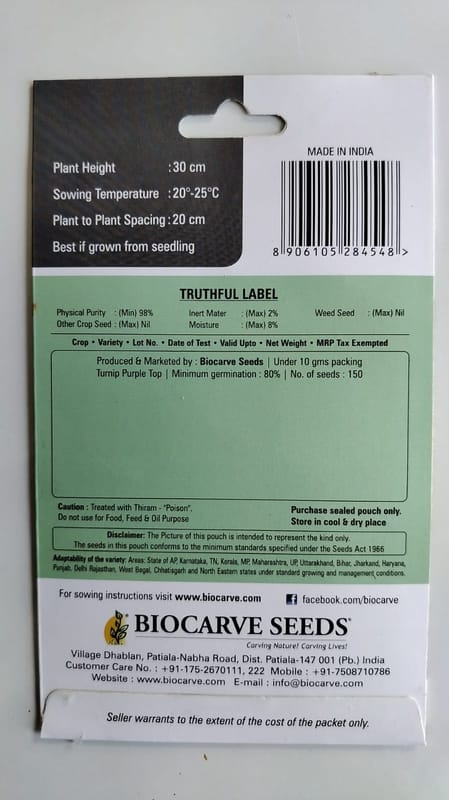 Plant Height : 30 cm
Sowing Temperature : 20°-25°C
Plant to Plant Spacing : 20 cm
Best if grown from seedling
MADE IN INDIA
8 906105 284548 >
TRUTHFUL LABEL
Physical Purity : (Min) 98% Inert Mater : (Max) 2% Weed Seed : (Max) Nil
Other Crop Seed : (Max) Nil Moisture : (Max) 8%
Crop • Variety • Lot No. • Date of Test • Valid Upto • Net Weight • MRP Tax Exempted
Produced & Marketed by : Biocarve Seeds | Under 10 gms packing
Turnip Purple Top | Minimum germination : 80% | No. of seeds : 150
Caution : Treated with Thiram - "Poison".
Do not use for Food, Feed & Oil Purpose
Purchase sealed pouch only.
Store in cool & dry place
Disclaimer: The Picture of this pouch is intended to represent the kind only.
The seeds in this pouch conforms to the minimum standards specified under the Seeds Act 1966
Adaptability of the variety: Areas: State of AP, Karnataka, TN, Kerala, MP, Maharashtra, UP, Uttarakhand, Bihar, Jharkand, Haryana,
Punjab, Delhi Rajasthan, West Begal, Chhatisgarh and North Eastern states under standard growing and management conditions.
For sowing instructions visit www.biocarve.com facebook.com/biocarve
BIOCARVE SEEDS®
Carving Nature! Carving Lives!
Village Dhablan, Patiala-Nabha Road, Dist. Patiala-147 001 (Pb.) India
Customer Care No. : +91-175-2670111, 222 Mobile : +91-7508710786
Website : www.biocarve.com E-mail : info@biocarve.com
Seller warrants to the extent of the cost of the packet only.